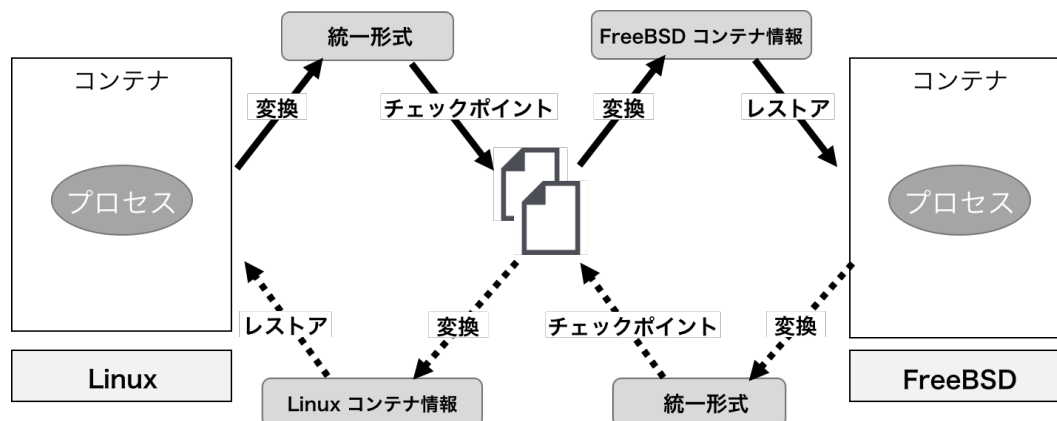 統一形式
FreeBSD コンテナ情報
コンテナ
コンテナ
変換
チェックポイント
変換
レストア
プロセス
プロセス
レストア
変換
チェックポイント
変換
Linux
FreeBSD
Linux コンテナ情報
統一形式